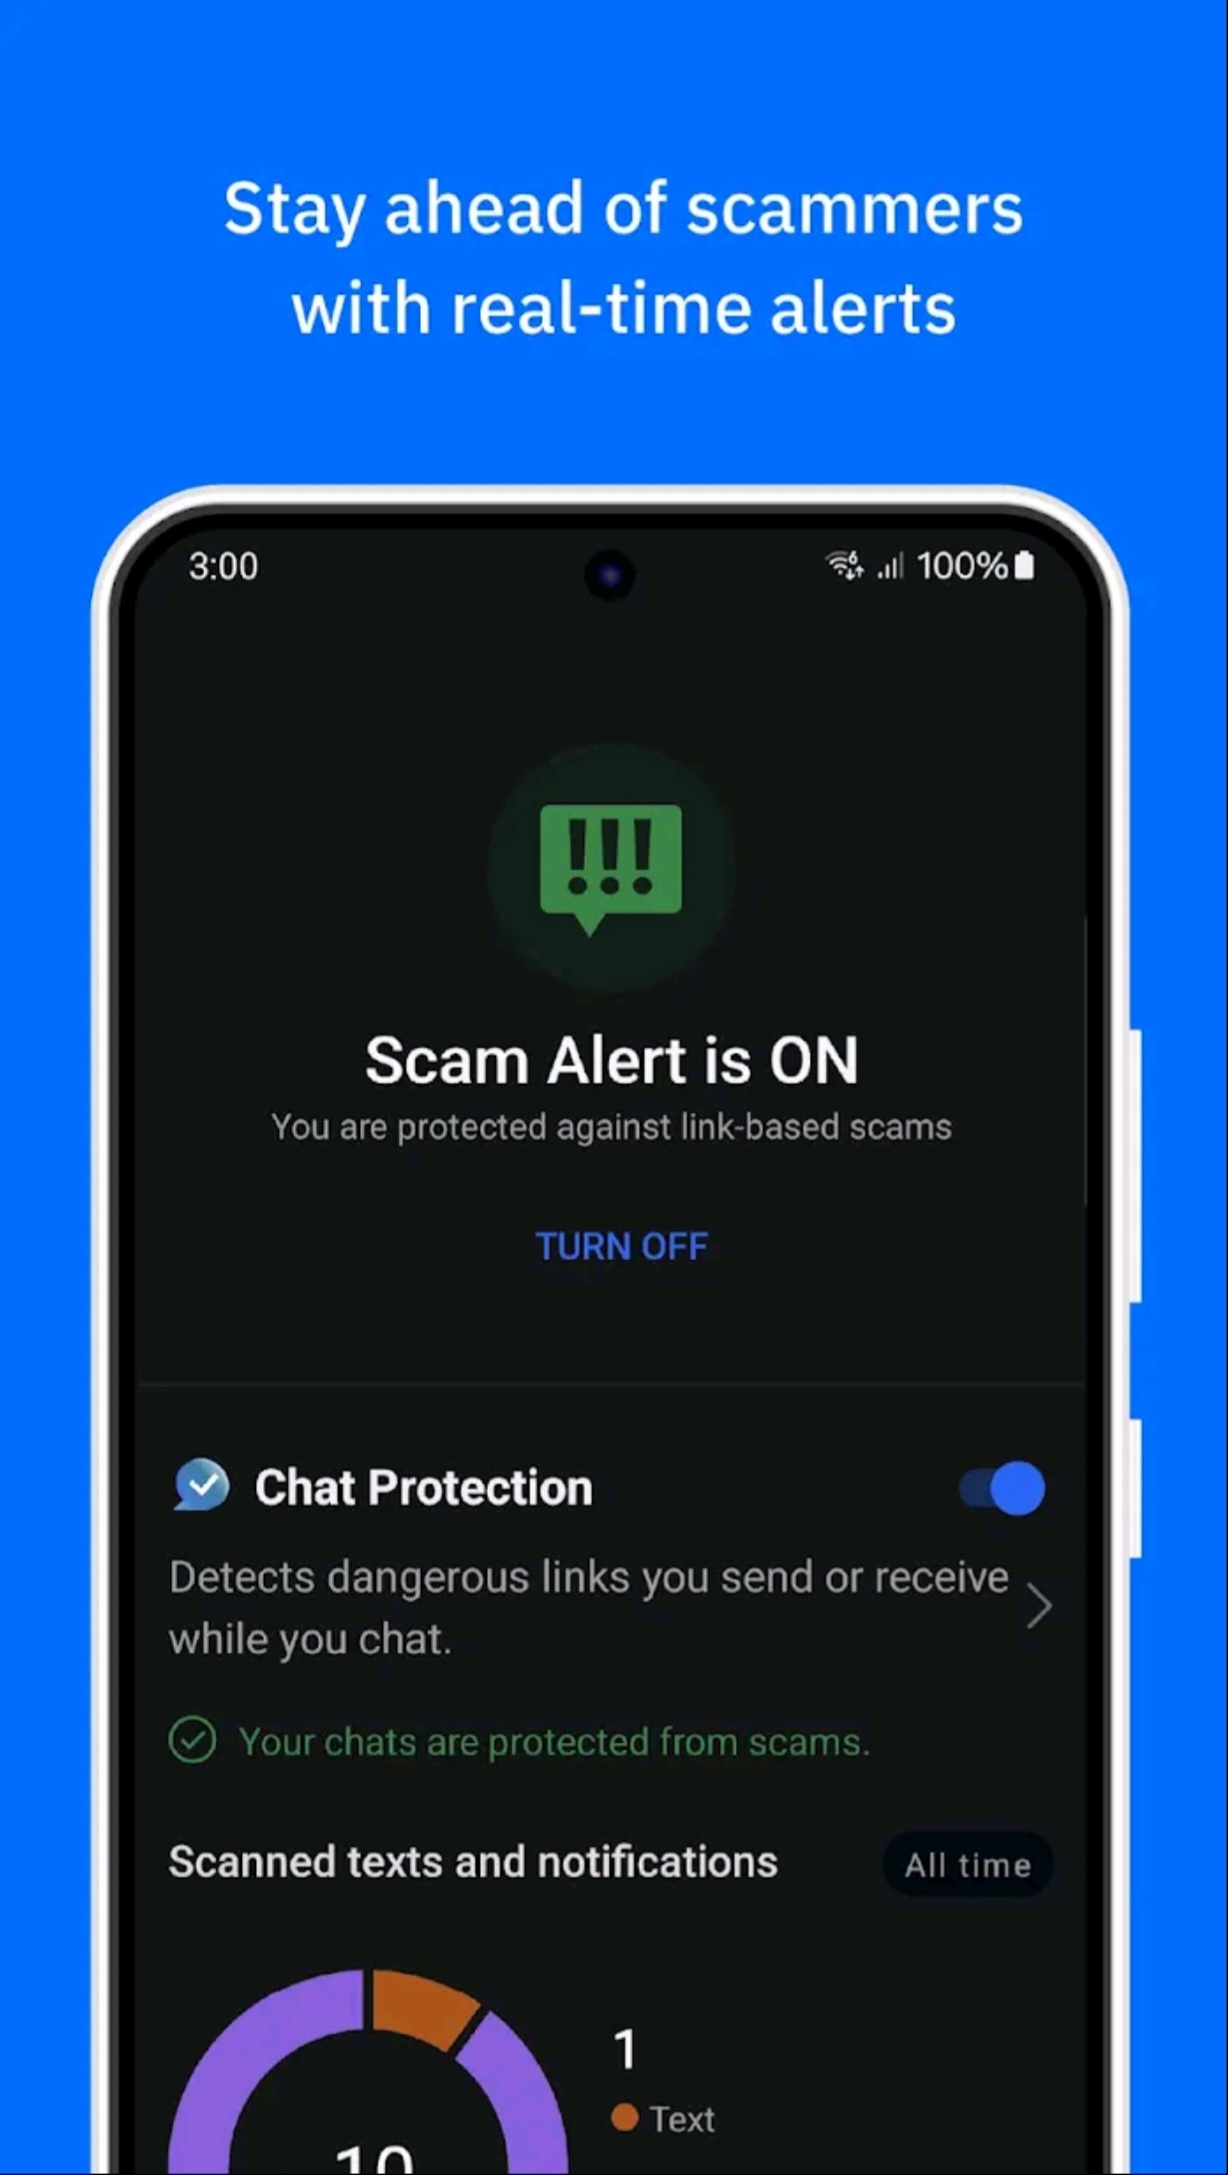 Stay ahead of scammers
with real-time alerts
3:00
100%
!!!
Scam Alert is ON
You are protected against link-based scams
TURN OFF
Chat Protection
Detects dangerous links you send or receive
while you chat.
Your chats are protected from scams.
Scanned texts and notifications
All time
1
Text
10